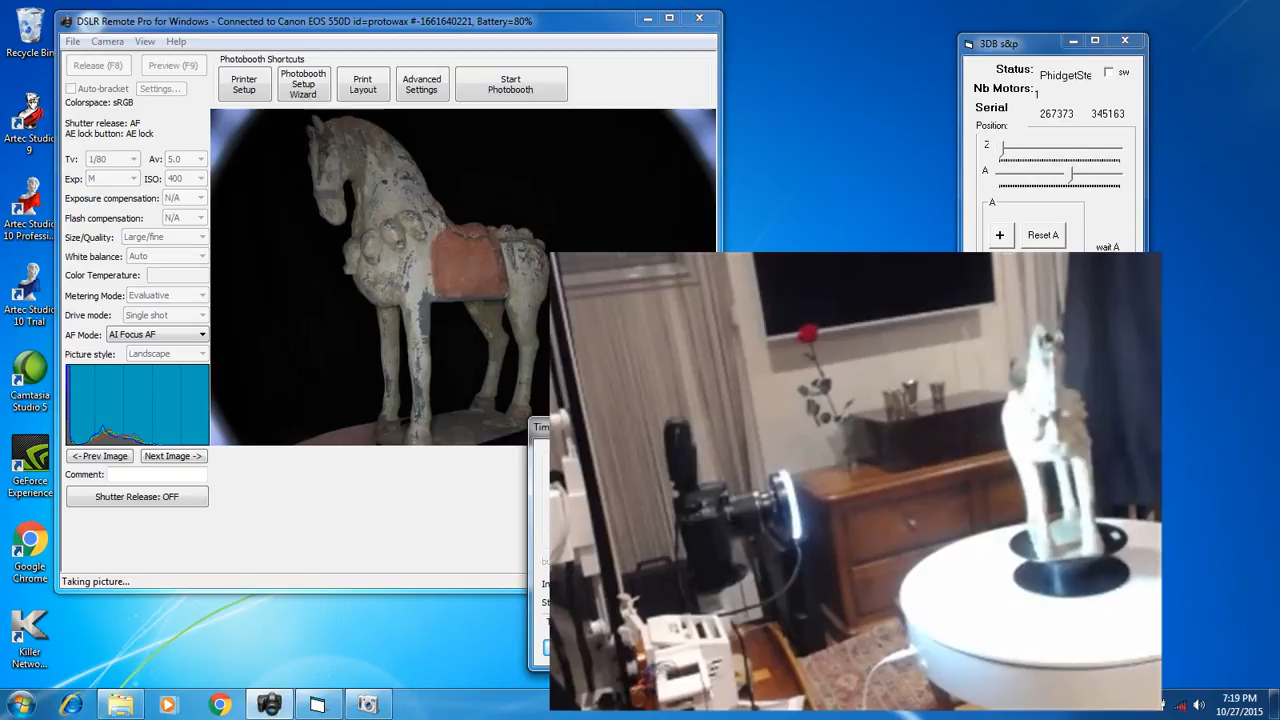 Recycle Bin
Artec Studio
9
Artec Studio
10 Professi...
Artec Studio
10 Trial
Camtasia
Studio 5
GeForce
Experience
Google
Chrome
Killer
Netwo...
DSLR Remote Pro for Windows - Connected to Canon EOS 550D id=protowax #-1661640221, Battery=80%
File Camera View Help
Release (F8) Preview (F9)
Auto-bracket Settings...
Colorspace: sRGB
Shutter release: AF
AE lock button: AE lock
Tv: 1/80 Av: 5.0
Exp: M ISO: 400
Exposure compensation: N/A
Flash compensation: N/A
Size/Quality: Large/fine
White balance: Auto
Color Temperature:
Metering Mode: Evaluative
Drive mode: Single shot
AF Mode: AI Focus AF
Picture style: Landscape
<- Prev Image Next Image ->
Comment:
Shutter Release: OFF
Taking picture...
Photobooth Shortcuts
Printer
Setup
Photobooth
Setup
Wizard
Print
Layout
Advanced
Settings
Start
Photobooth
3DB s&p
Status: PhidgetSte sw
Nb Motors: 1
Serial 267373 345163
Position:
Z
A
A
+ Reset A
wait A
7:19 PM
10/27/2015